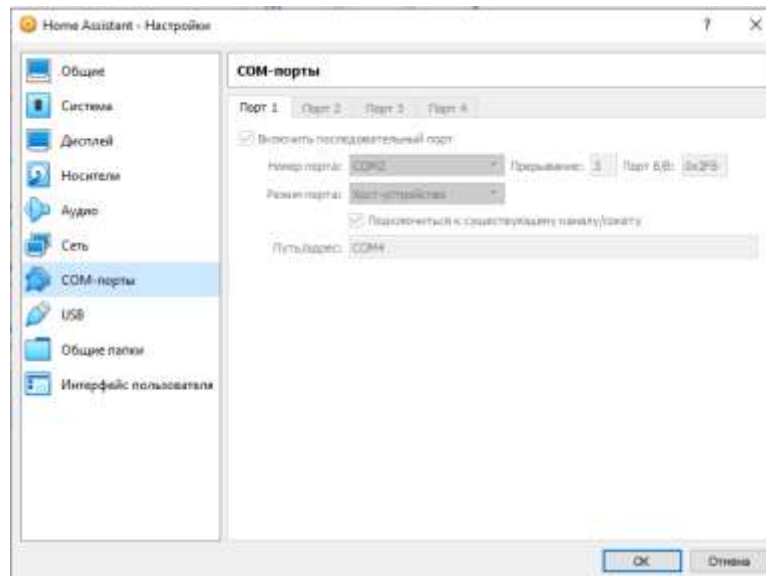 Home Assistant - Настройки
? ×
Общие
Система
Дисплей
Носители
Аудио
Сеть
COM-порты
USB
Общие папки
Интерфейс пользователя
COM-порты
Порт 1 Порт 2 Порт 3 Порт 4
Включить последовательный порт
Номер порта: COM2 Прерывание: 3 Порт В/В: 0x2F8
Режим порта: Хост-устройство
Подключиться к существующему каналу/сокету
Путь/адрес: COM4
OK Отмена